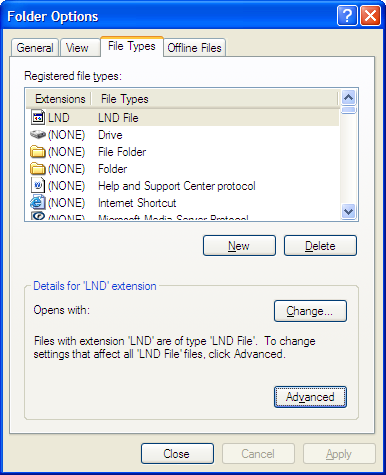 Folder Options
General View File Types Offline Files
Registered file types:
Extensions File Types
LND LND File
(NONE) Drive
(NONE) File Folder
(NONE) Folder
(NONE) Help and Support Center protocol
(NONE) Internet Shortcut
(NONE) Microsoft Media Server Protocol
New Delete
Details for 'LND' extension
Opens with: Change...
Files with extension 'LND' are of type 'LND File'. To change
settings that affect all 'LND File' files, click Advanced.
Advanced
Close Cancel Apply